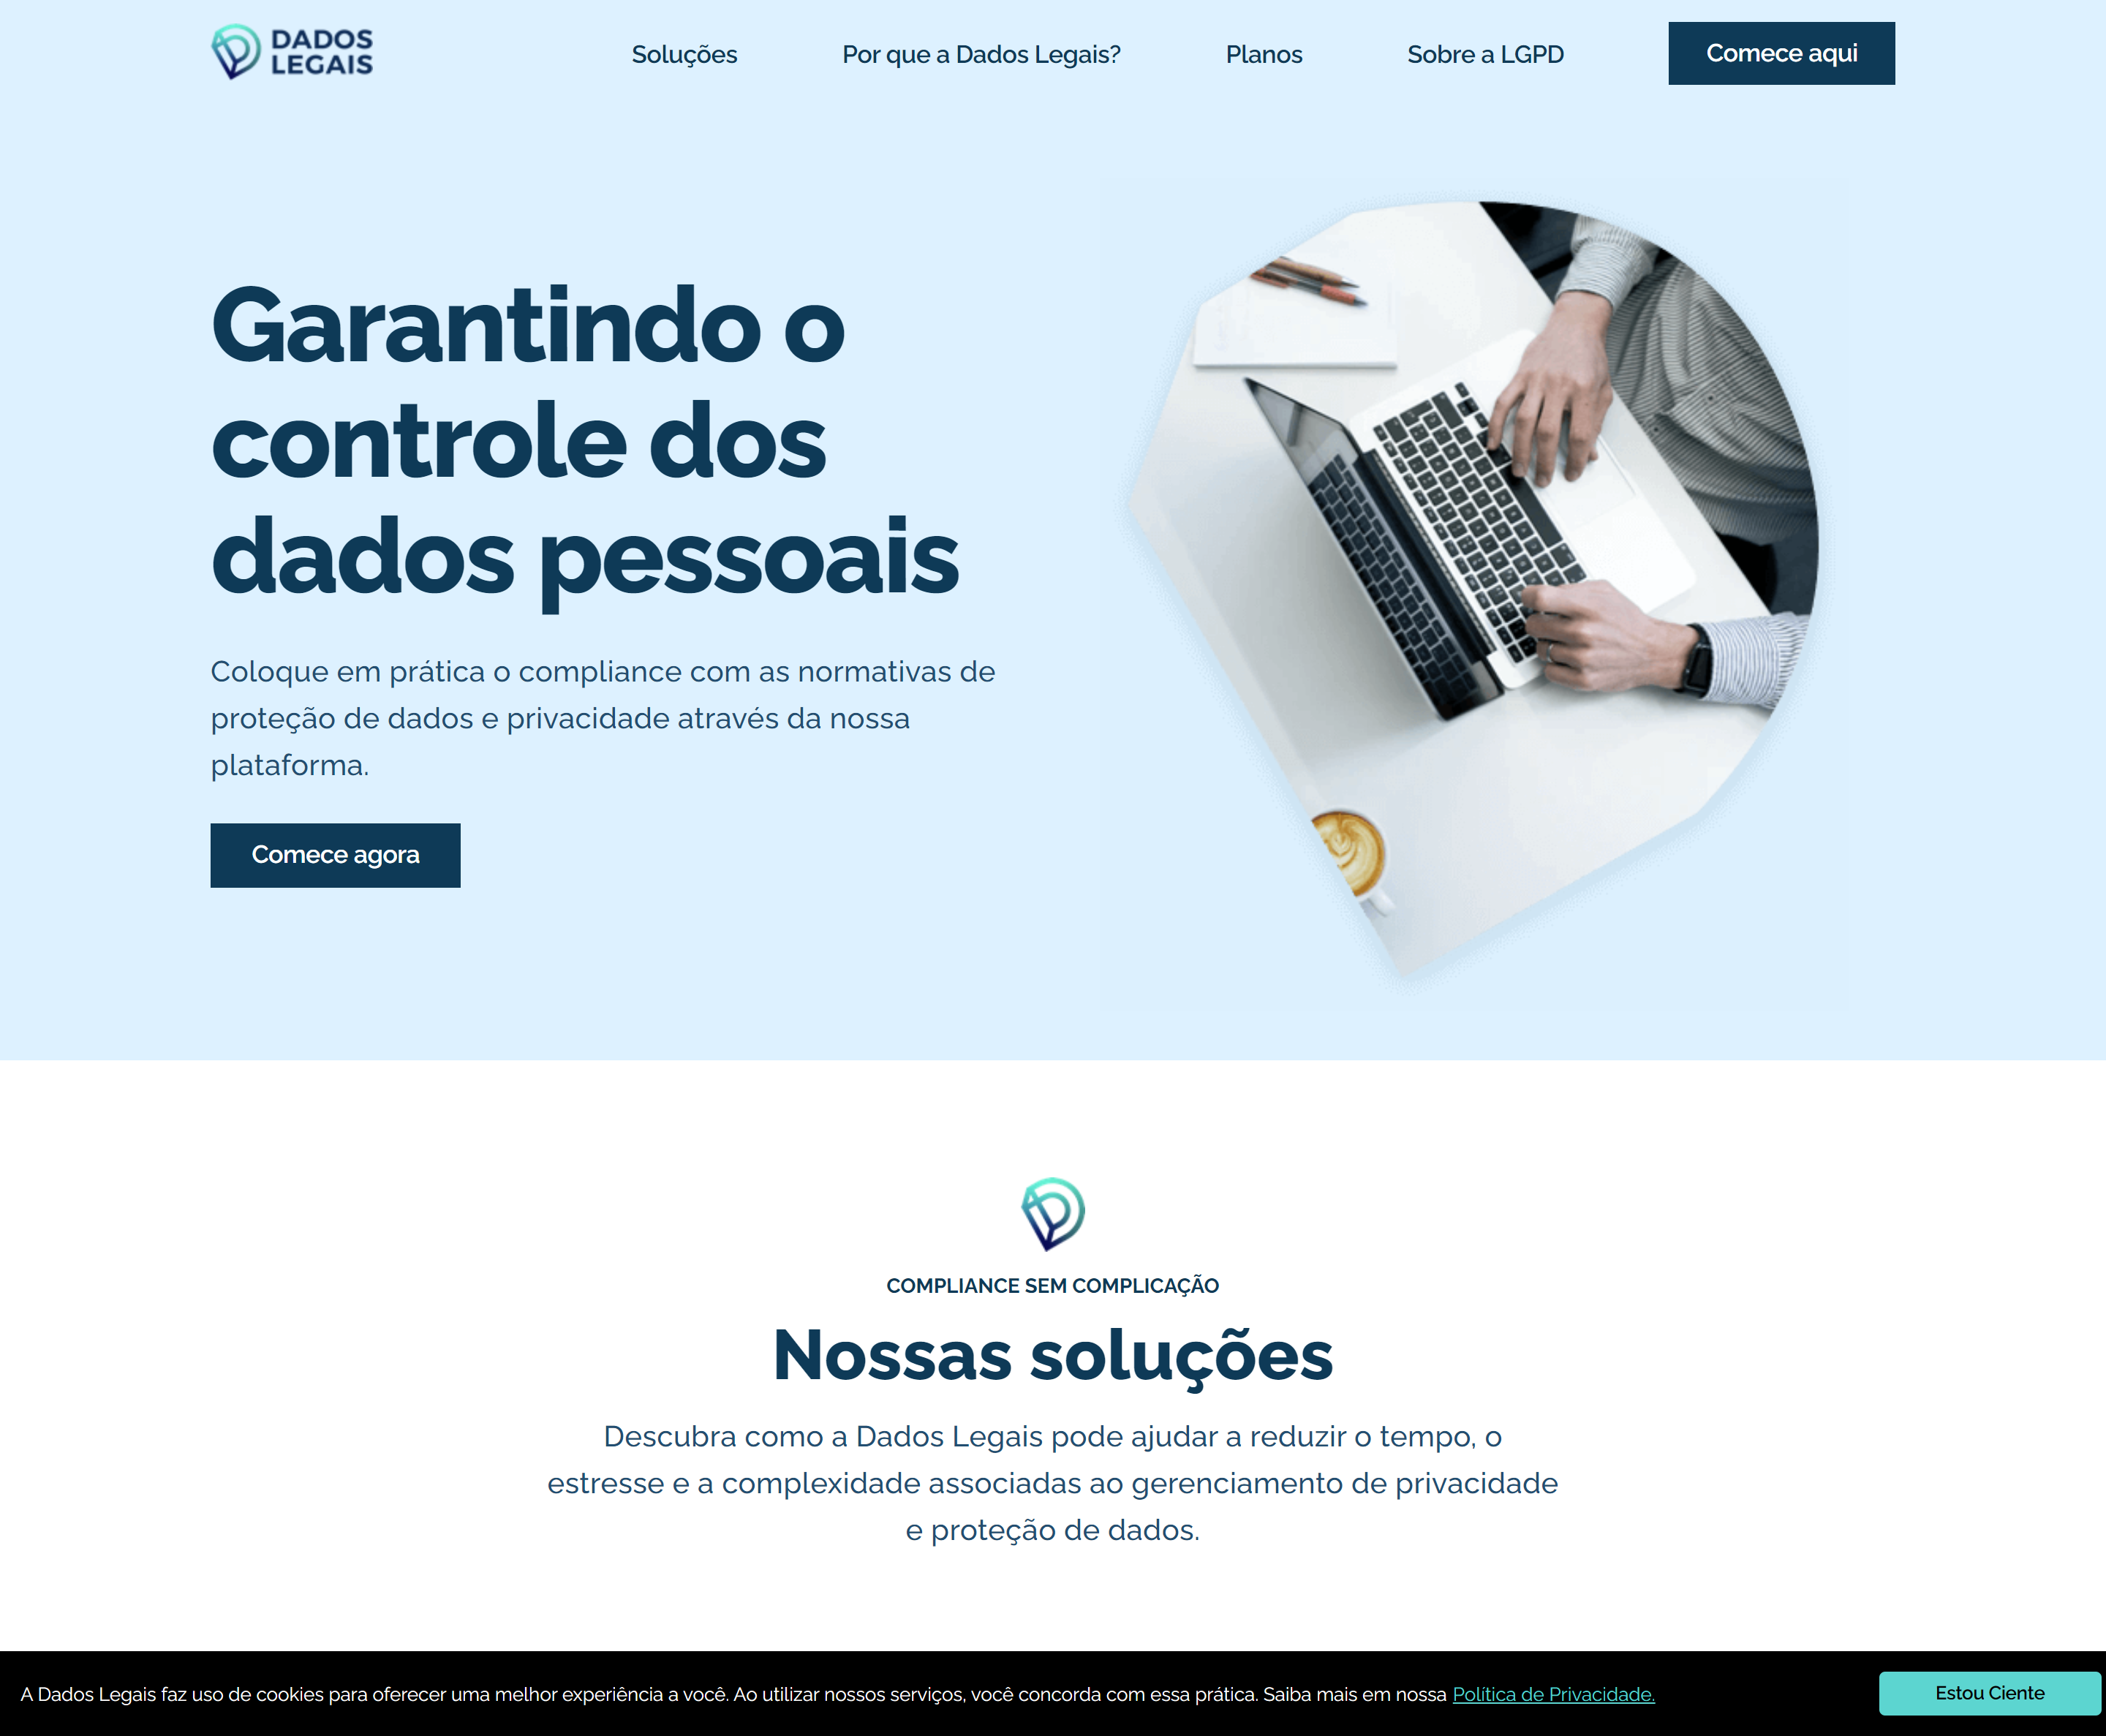 DADOS
LEGAIS
Soluções
Por que a Dados Legais?
Planos
Sobre a LGPD
Comece aqui
Garantindo o
controle dos
dados pessoais
Coloque em prática o compliance com as normativas de
proteção de dados e privacidade através da nossa
plataforma.
Comece agora
COMPLIANCE SEM COMPLICAÇÃO
Nossas soluções
Descubra como a Dados Legais pode ajudar a reduzir o tempo, o
estresse e a complexidade associadas ao gerenciamento de privacidade
e proteção de dados.
A Dados Legais faz uso de cookies para oferecer uma melhor experiência a você. Ao utilizar nossos serviços, você concorda com essa prática. Saiba mais em nossa Política de Privacidade.
Estou Ciente